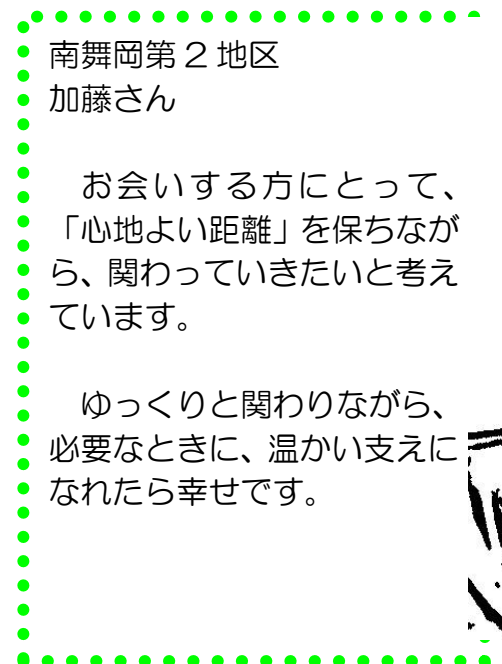 南舞岡第２地区
加藤さん
お会いする方にとって、
「心地よい距離」を保ちなが
ら、関わっていきたいと考え
ています。
ゆっくりと関わりながら、
必要なときに、温かい支えに
なれたら幸せです。